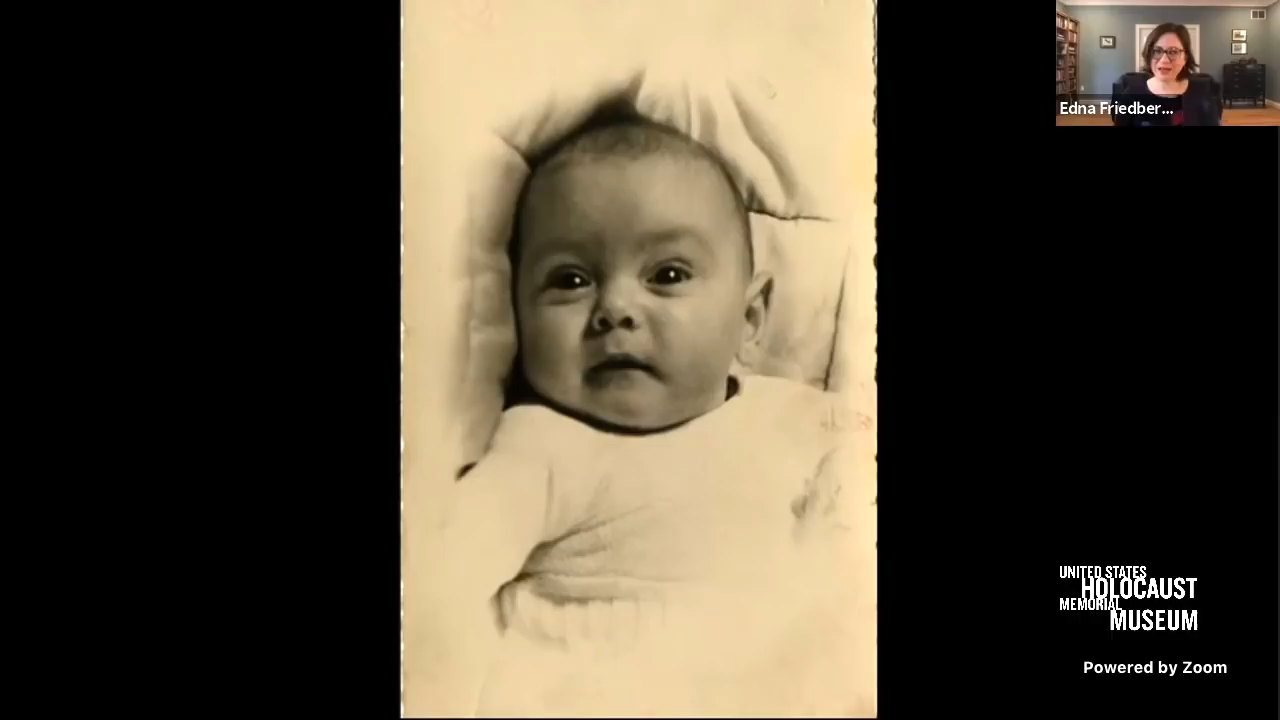 Edna Friedber...
UNITED STATES
HOLOCAUST
MEMORIAL
MUSEUM
Powered by Zoom